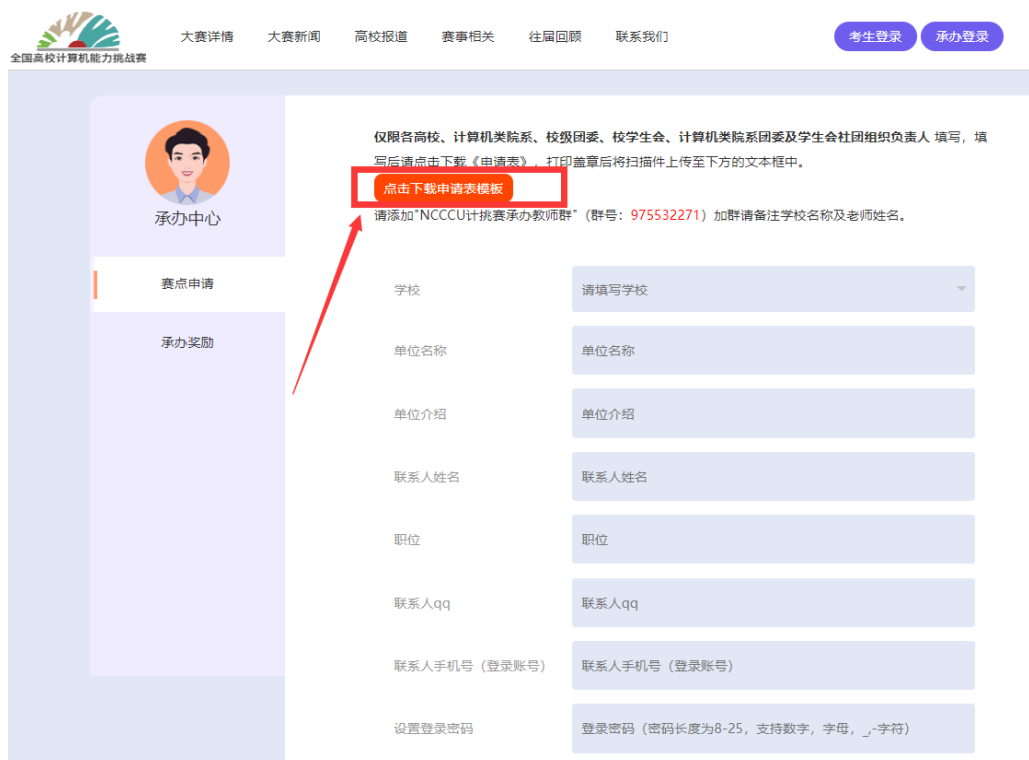 全国高校计算机能力挑战赛
大赛详情 大赛新闻 高校报道 赛事相关 往届回顾 联系我们 考生登录 承办登录
承办中心
赛点申请
承办奖励
仅限各高校、计算机类院系、校级团委、校学生会、计算机类院系团委及学生会社团组织负责人 填写，填
写后请点击下载《申请表》，打印盖章后将扫描件上传至下方的文本框中。
点击下载申请表模板
请添加"NCCCU计挑赛承办教师群"（群号：975532271）加群请备注学校名称及老师姓名。
学校 请填写学校
单位名称 单位名称
单位介绍 单位介绍
联系人姓名 联系人姓名
职位 职位
联系人qq 联系人qq
联系人手机号（登录账号） 联系人手机号（登录账号）
设置登录密码 登录密码（密码长度为8-25，支持数字，字母，_,-字符）